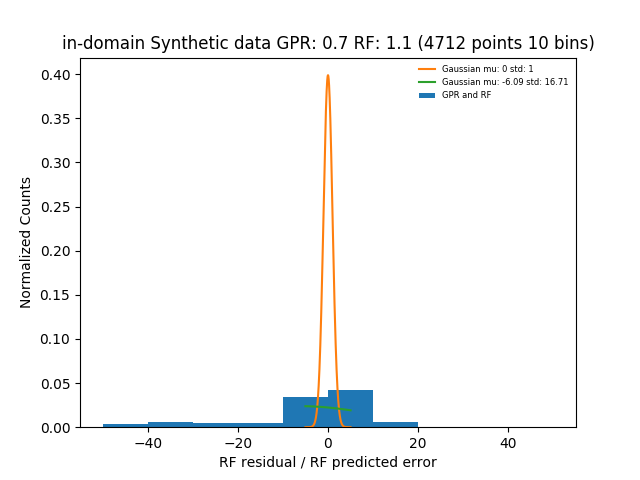 in-domain Synthetic data GPR: 0.7 RF: 1.1 (4712 points 10 bins)
Gaussian mu: 0 std: 1
Gaussian mu: -6.09 std: 16.71
GPR and RF
Normalized Counts
0.40
0.35
0.30
0.25
0.20
0.15
0.10
0.05
0.00
−40 −20 0 20 40
RF residual / RF predicted error